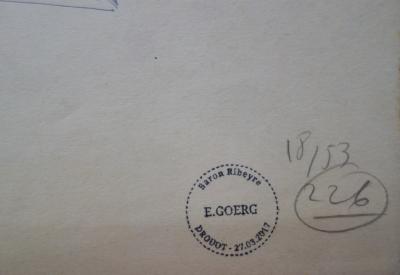 18/53
226
Baron Ribeyre
E.GOERG
DROUOT - 27.03.2017